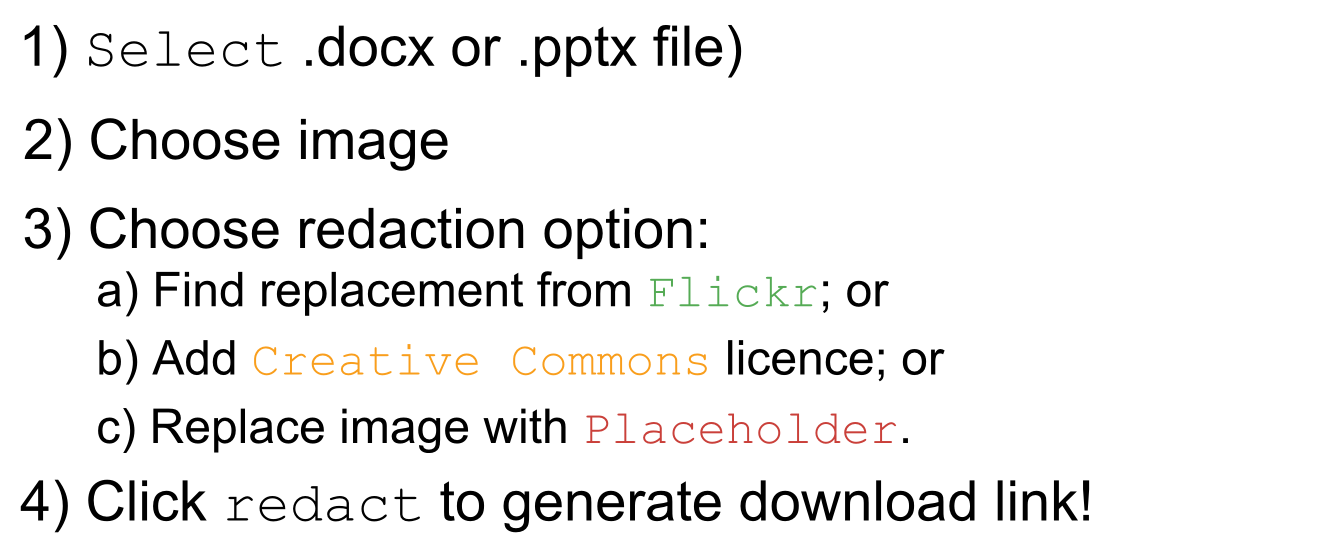 1) Select .docx or .pptx file)
2) Choose image
3) Choose redaction option:
a) Find replacement from Flickr; or
b) Add Creative Commons licence; or
c) Replace image with Placeholder.
4) Click redact to generate download link!